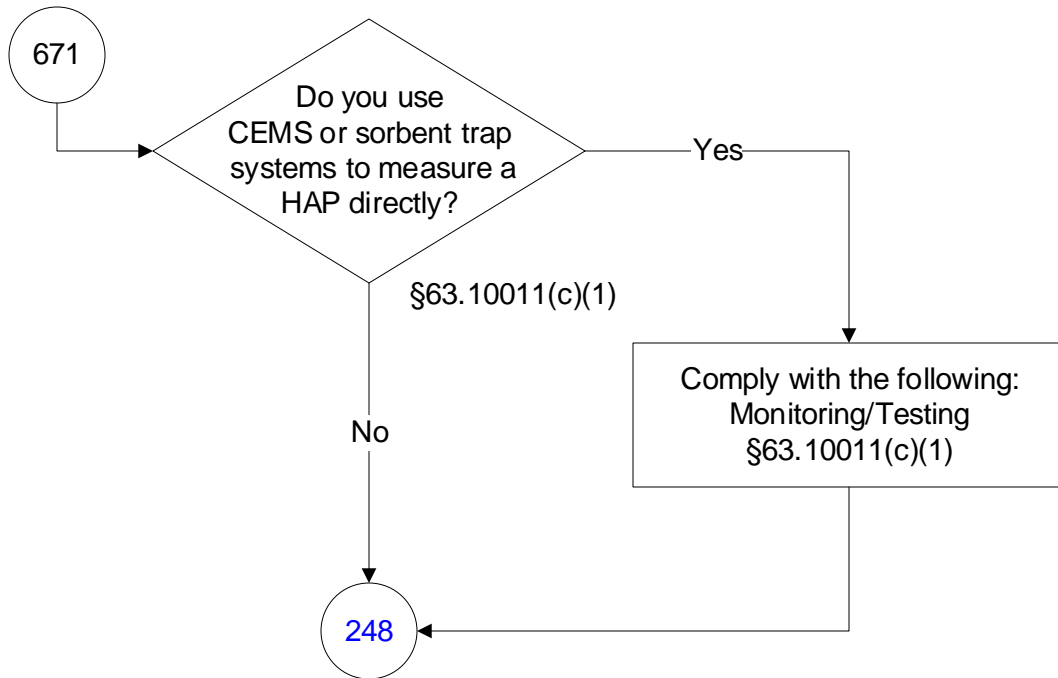 671
Do you use
CEMS or sorbent trap
systems to measure a
HAP directly?
Yes
§63.10011(c)(1)
Comply with the following:
Monitoring/Testing
§63.10011(c)(1)
No
248